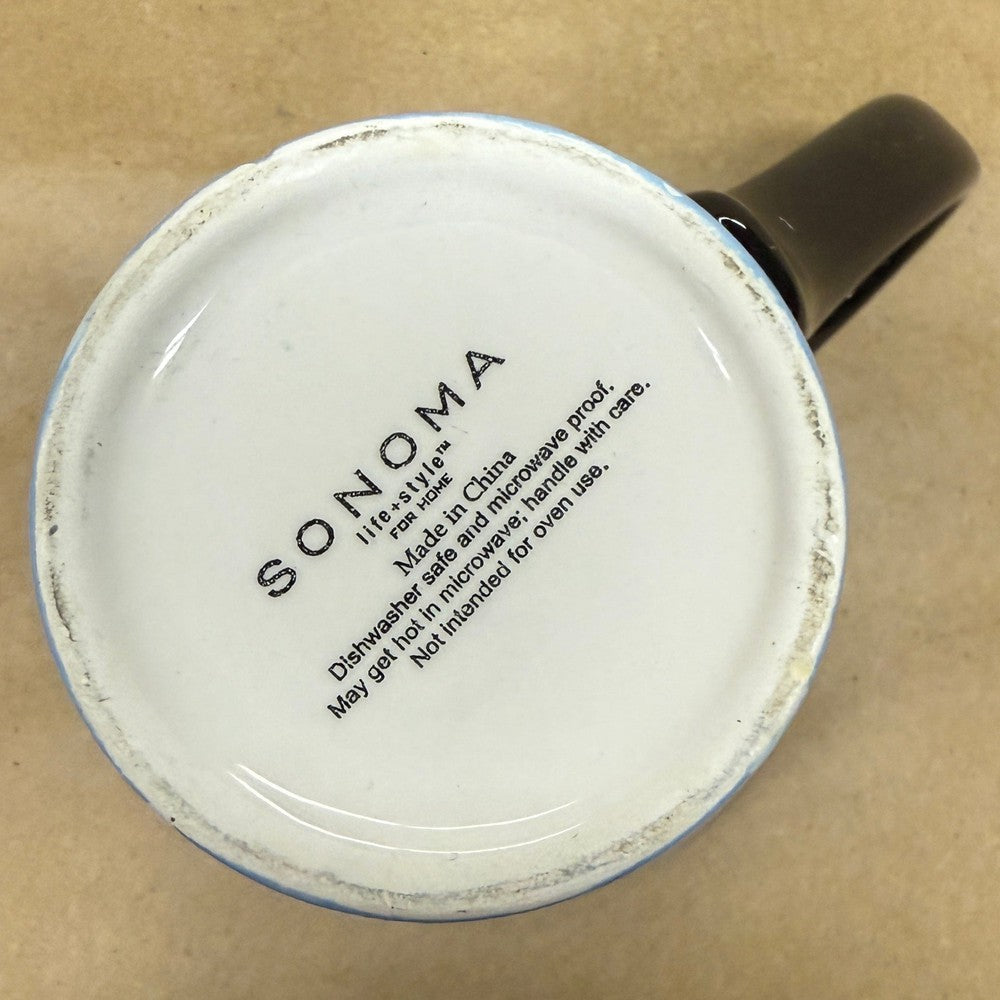 SONOMA
life+style™
FOR HOME
Made in China
Dishwasher safe and microwave proof,
May get hot in microwave; handle with care.
Not intended for oven use.